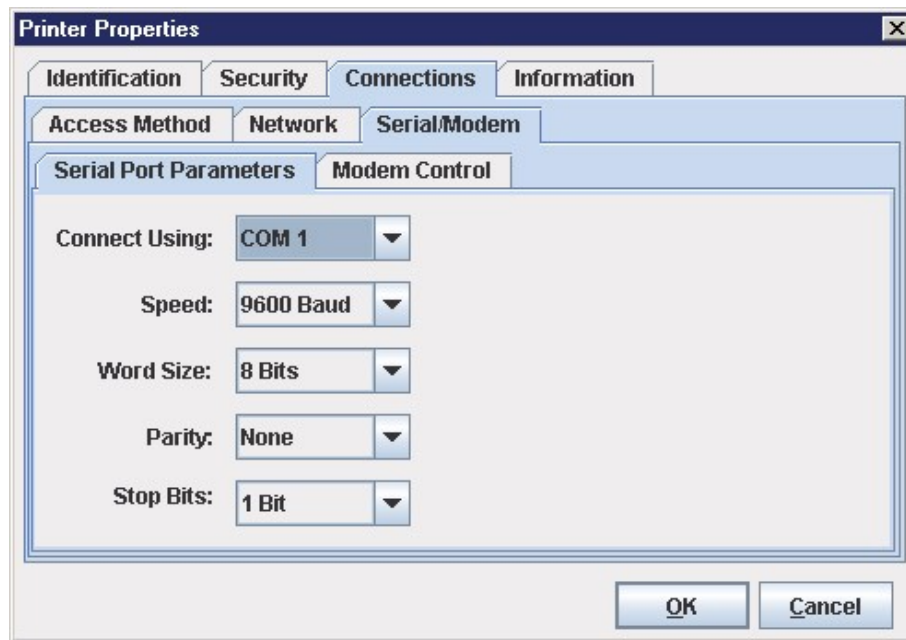 Printer Properties
Identification Security Connections Information
Access Method Network Serial/Modem
Serial Port Parameters Modem Control
Connect Using: COM 1
Speed: 9600 Baud
Word Size: 8 Bits
Parity: None
Stop Bits: 1 Bit
OK Cancel